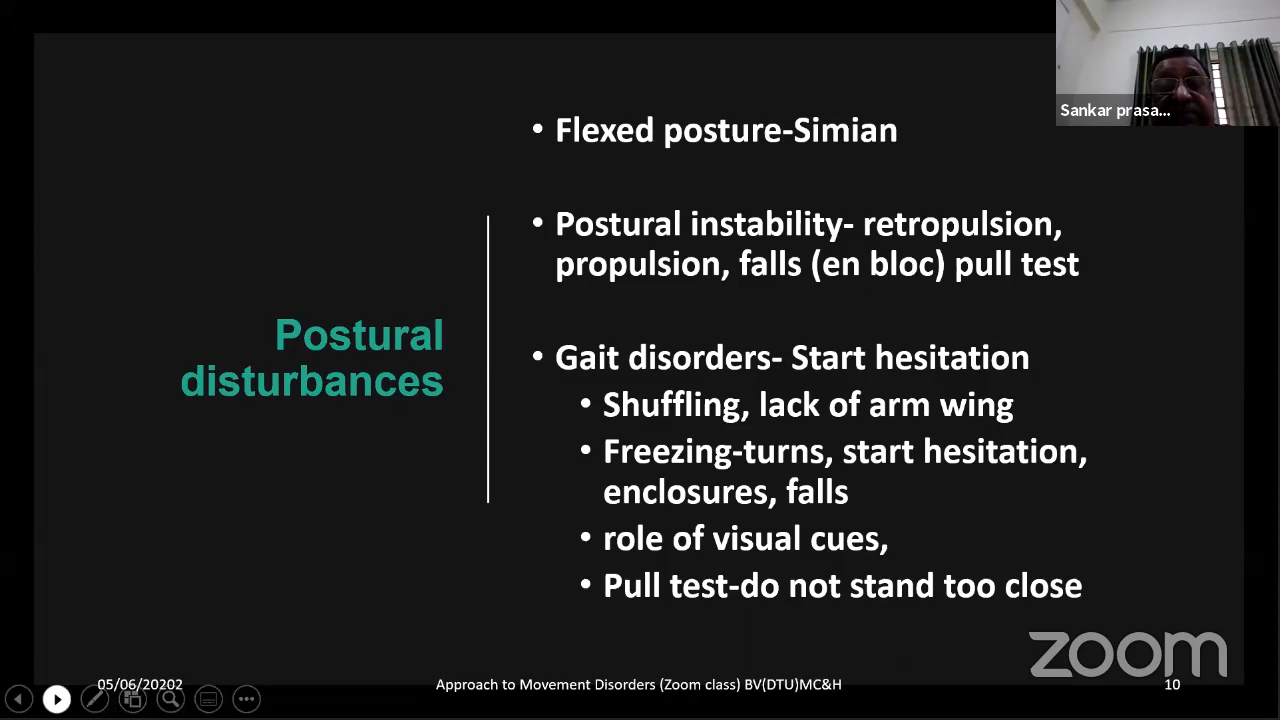 Sankar prasa...
• Flexed posture-Simian
• Postural instability- retropulsion,
propulsion, falls (en bloc) pull test
Postural
disturbances
• Gait disorders- Start hesitation
• Shuffling, lack of arm wing
• Freezing-turns, start hesitation,
enclosures, falls
• role of visual cues,
• Pull test-do not stand too close
zoom
05/06/20202
Approach to Movement Disorders (Zoom class) BV(DTU)MC&H
10